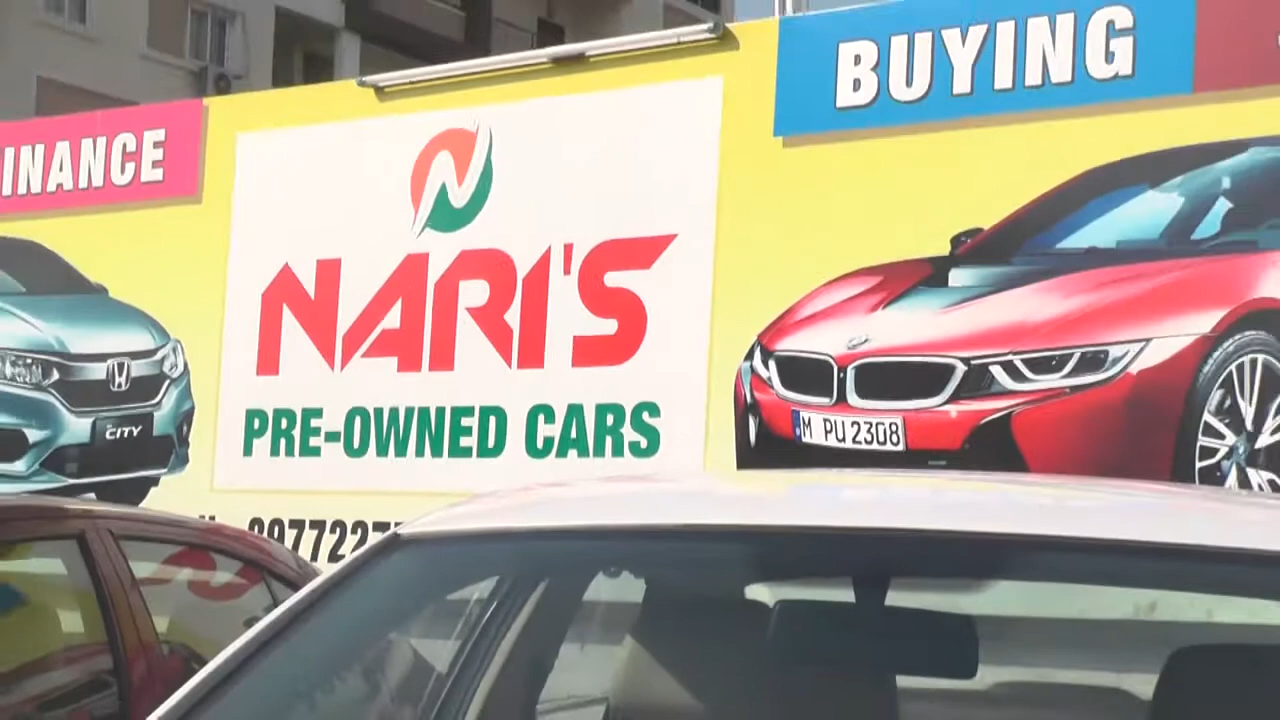 BUYING
INANCE
NARI'S
PRE-OWNED CARS
CITY
M PU 2308